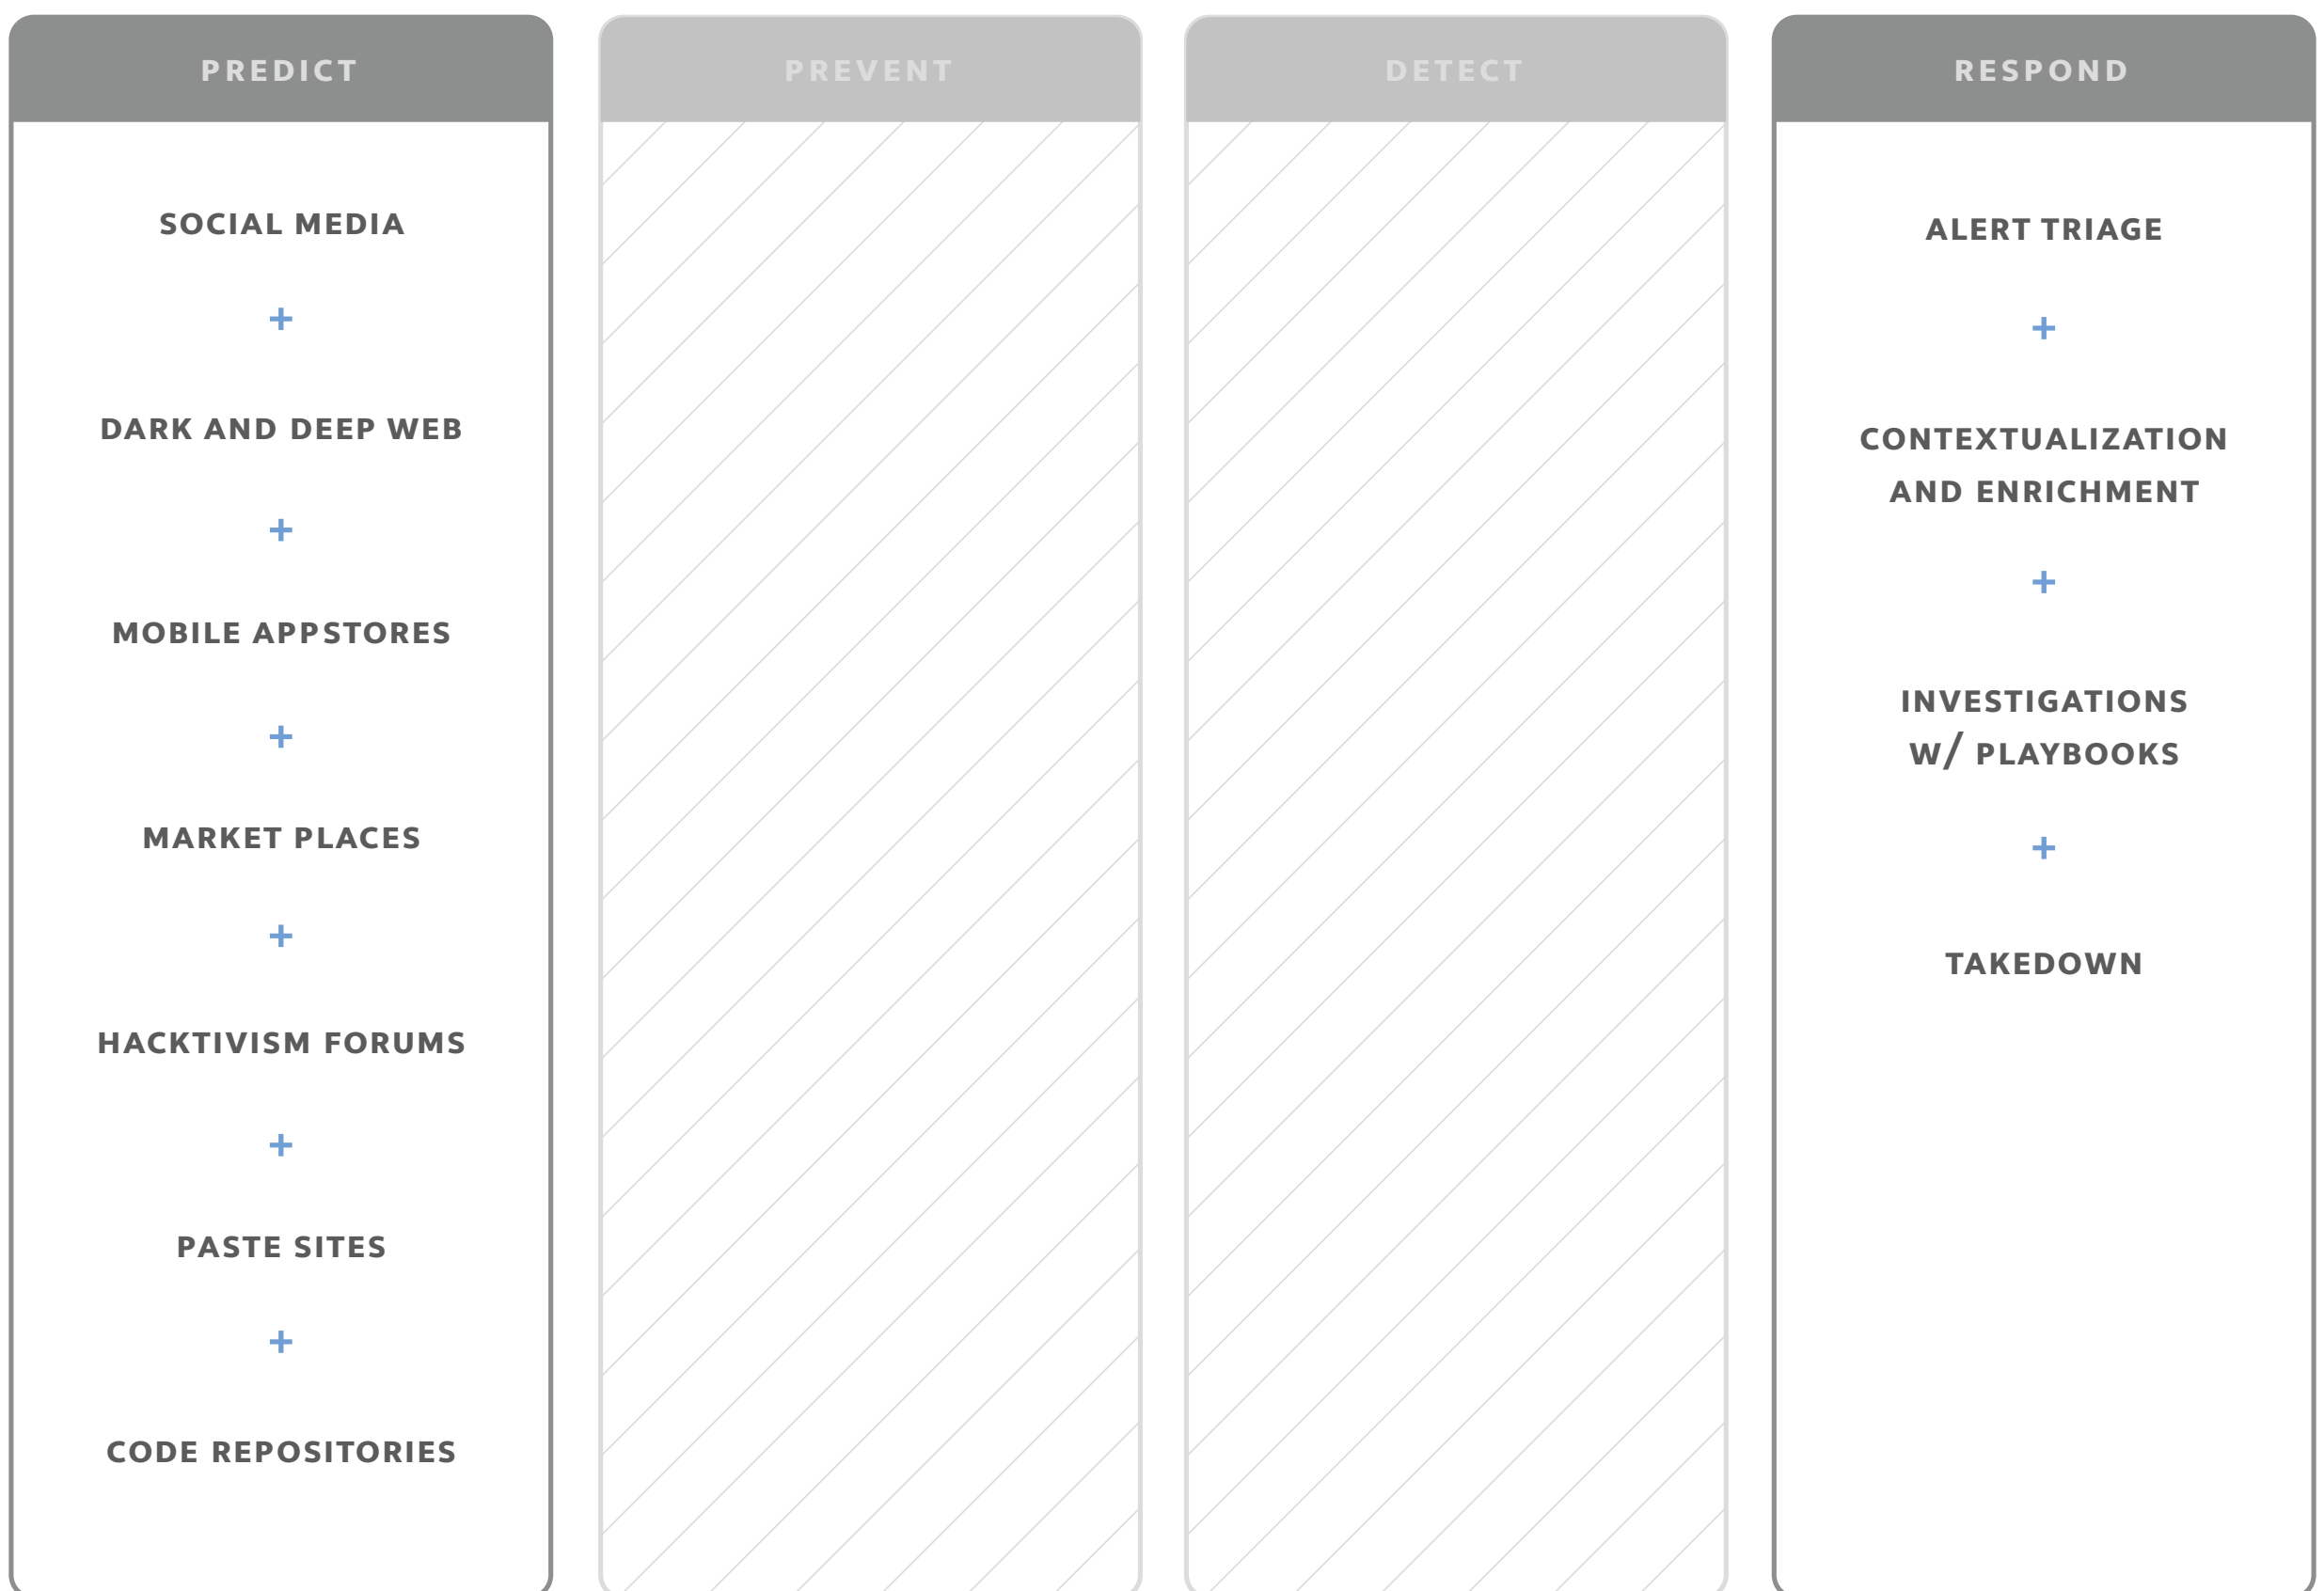 PREDICT
SOCIAL MEDIA
+
DARK AND DEEP WEB
+
MOBILE APPSTORES
+
MARKET PLACES
+
HACKTIVISM FORUMS
+
PASTE SITES
+
CODE REPOSITORIES
PREVENT
DETECT
RESPOND
ALERT TRIAGE
+
CONTEXTUALIZATION
AND ENRICHMENT
+
INVESTIGATIONS
W/ PLAYBOOKS
+
TAKEDOWN